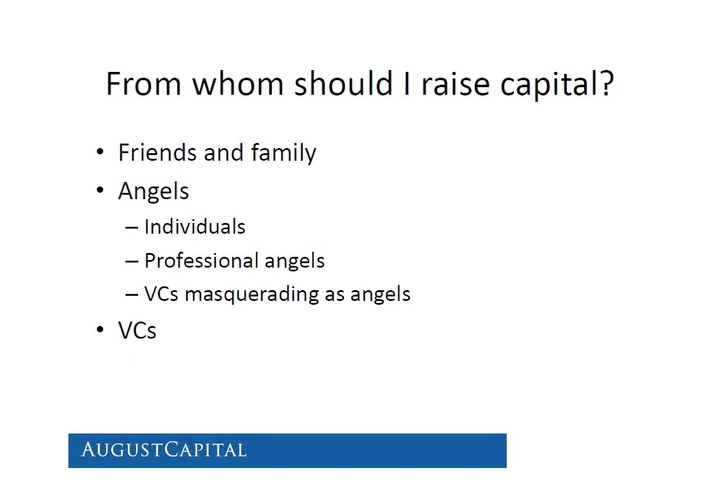 From whom should I raise capital?
• Friends and family
• Angels
– Individuals
– Professional angels
– VCs masquerading as angels
• VCs
AUGUSTCAPITAL